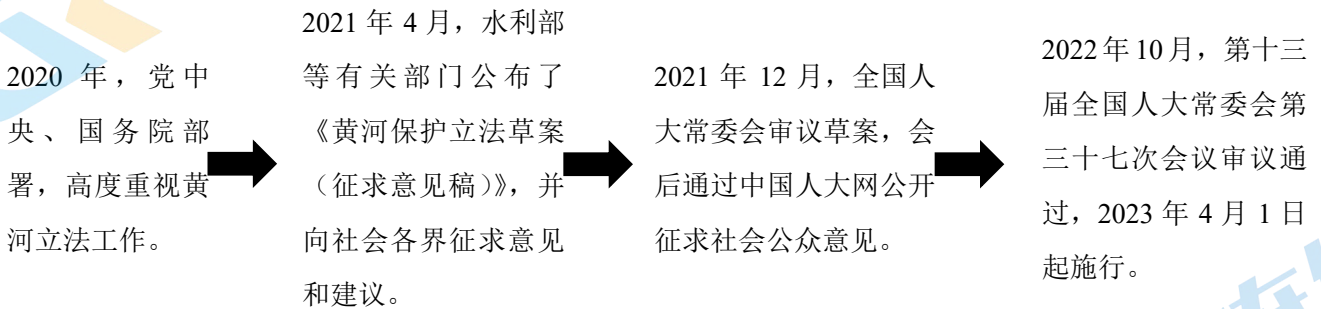 2020 年，党中
央、国务院部
署，高度重视黄
河立法工作。
2021 年 4 月，水利部
等有关部门公布了
《黄河保护立法草案
（征求意见稿）》，并
向社会各界征求意见
和建议。
2021 年 12 月，全国人
大常委会审议草案，会
后通过中国人大网公开
征求社会公众意见。
2022 年 10 月，第十三
届全国人大常委会第
三十七次会议审议通
过，2023 年 4 月 1 日
起施行。